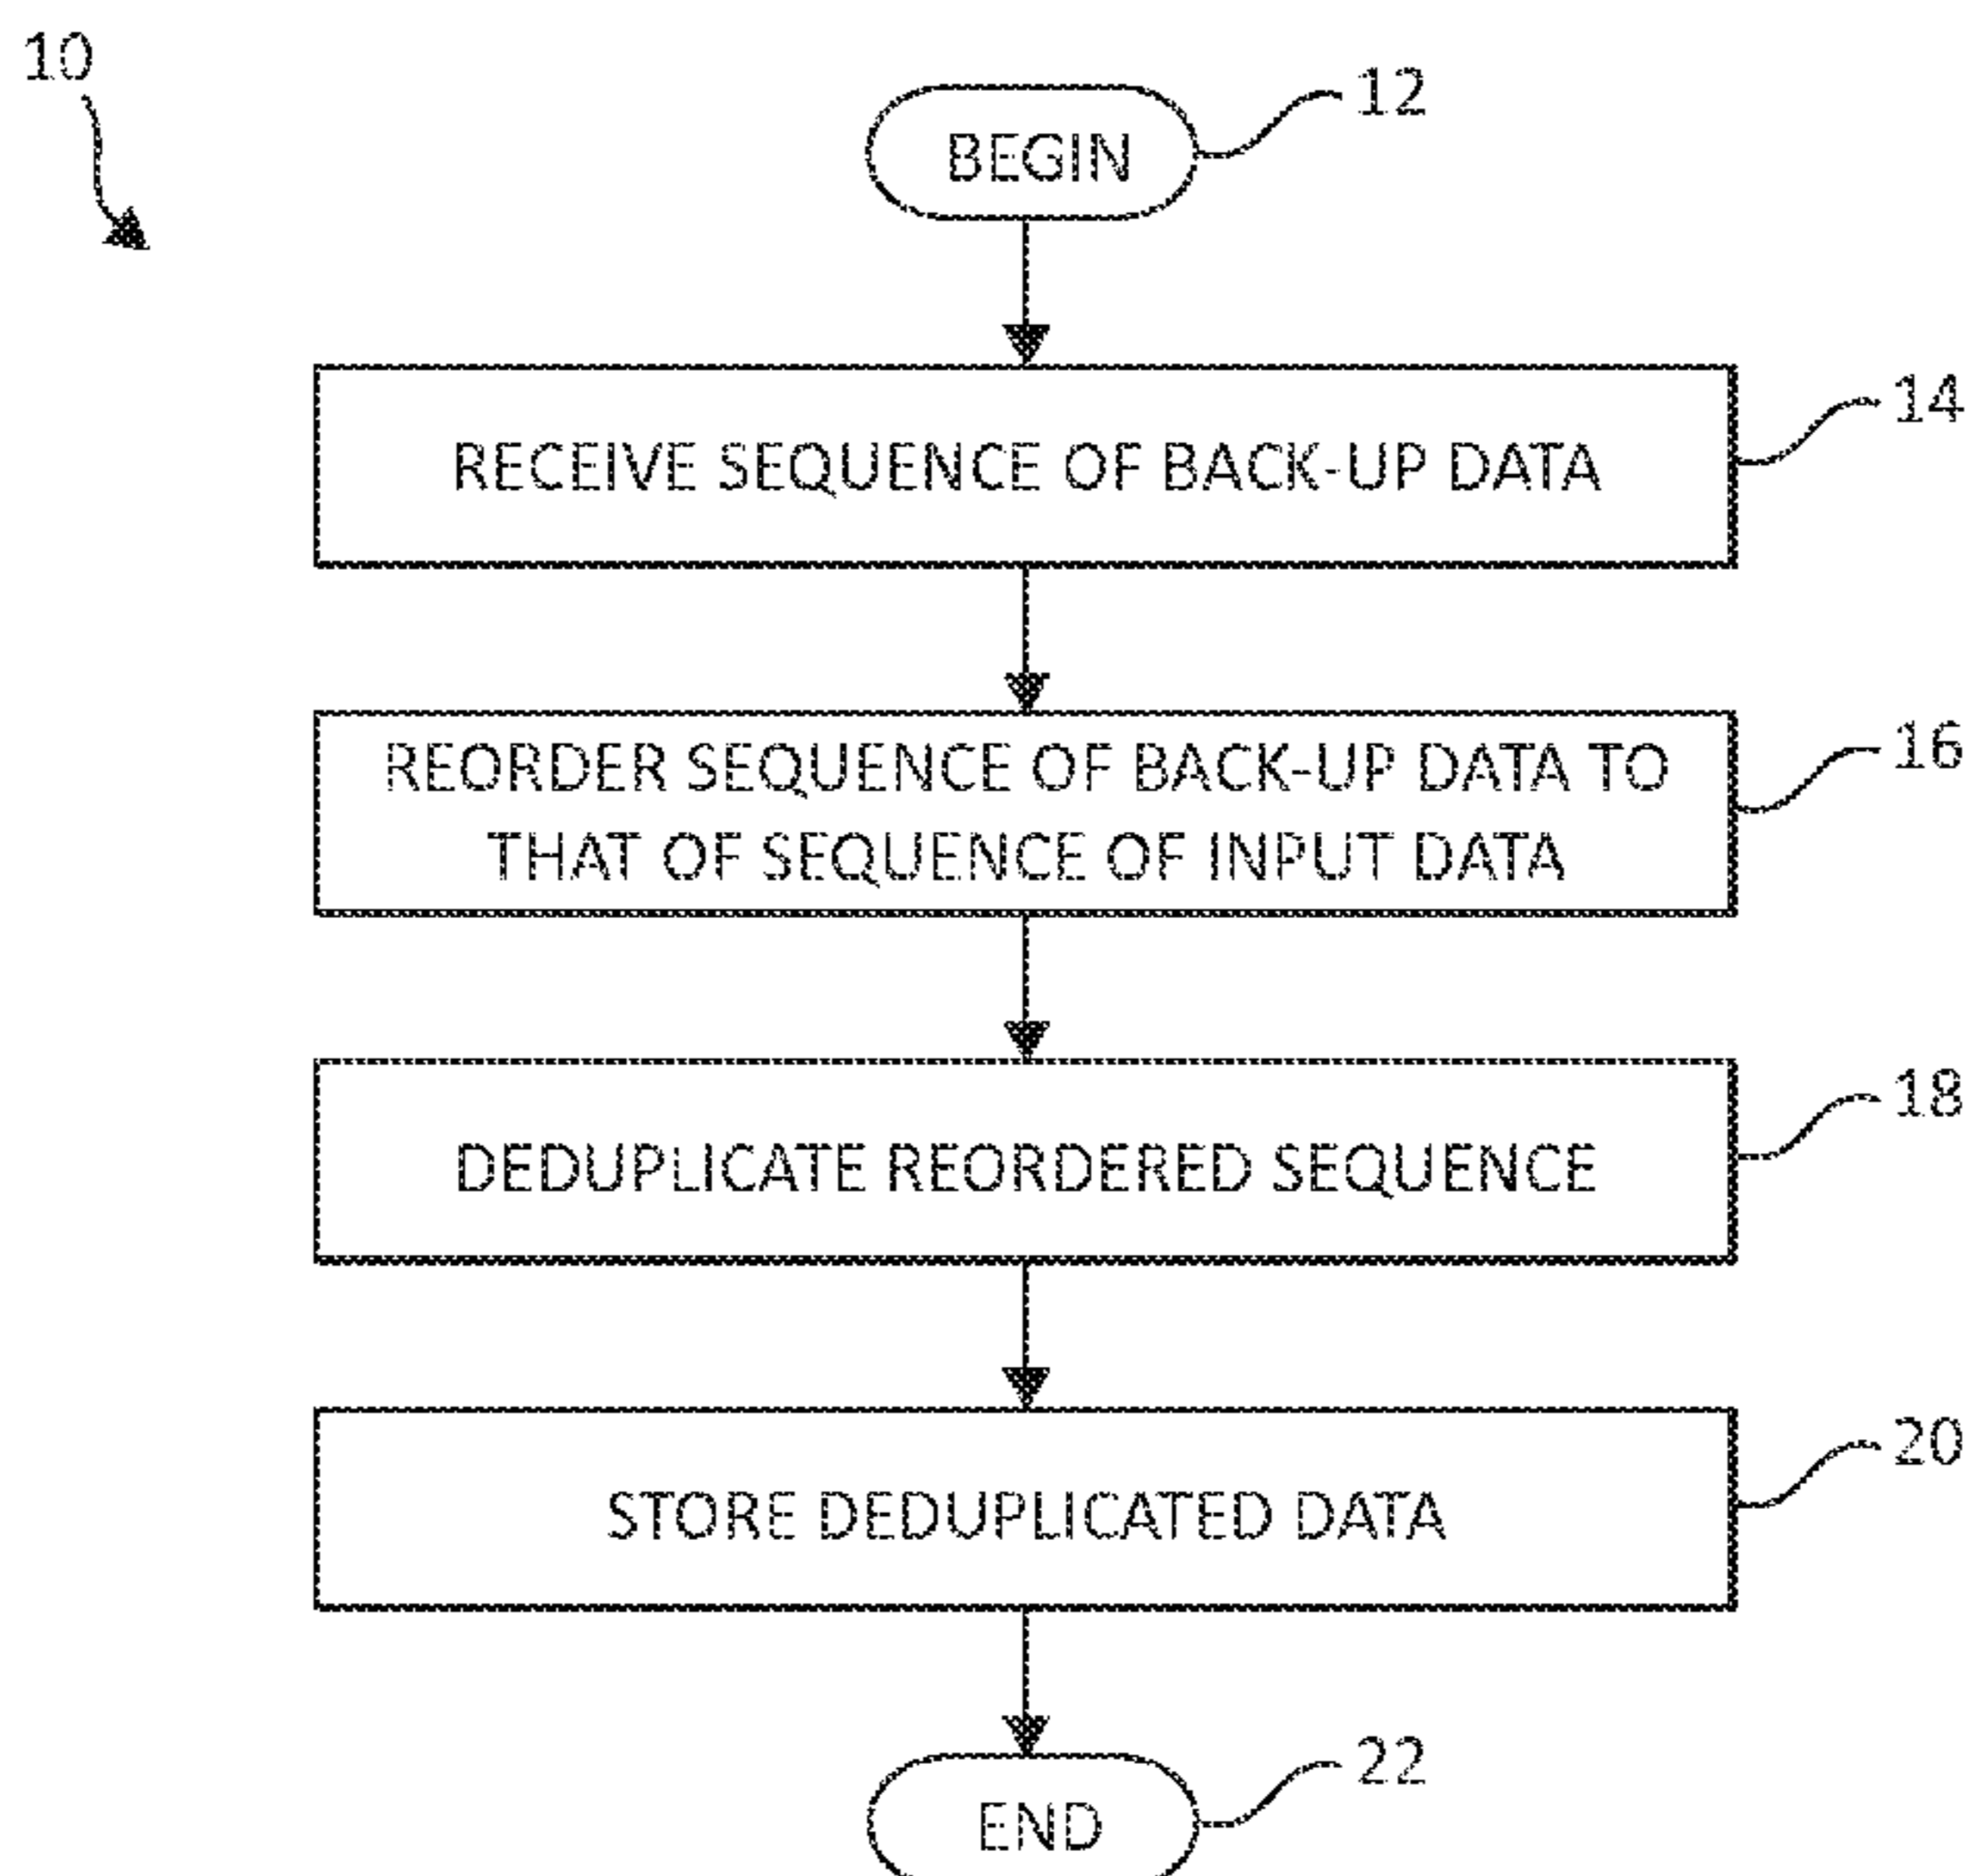 10
BEGIN
12
RECEIVE SEQUENCE OF BACK-UP DATA
14
REORDER SEQUENCE OF BACK-UP DATA TO
THAT OF SEQUENCE OF INPUT DATA
16
DEDUPLICATE REORDERED SEQUENCE
18
STORE DEDUPLICATED DATA
20
END
22